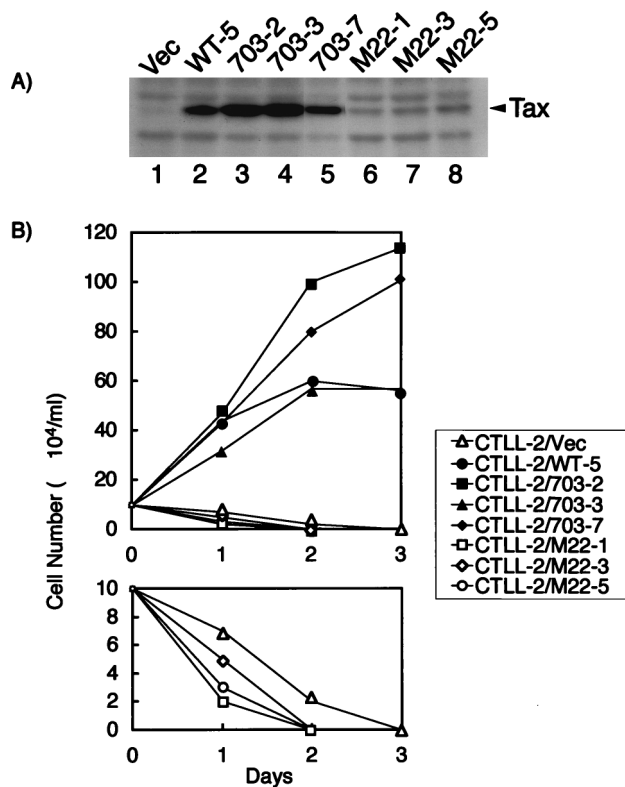 Vec WT-5 703-2 703-3 703-7 M22-1 M22-3 M22-5
A)
Tax
1 2 3 4 5 6 7 8
B)
120
100
80
60
40
20
0
0 1 2 3
Cell Number ( 10⁴/ml)
CTLL-2/Vec
CTLL-2/WT-5
CTLL-2/703-2
CTLL-2/703-3
CTLL-2/703-7
CTLL-2/M22-1
CTLL-2/M22-3
CTLL-2/M22-5
10
8
6
4
2
0
0 1 2 3
Days